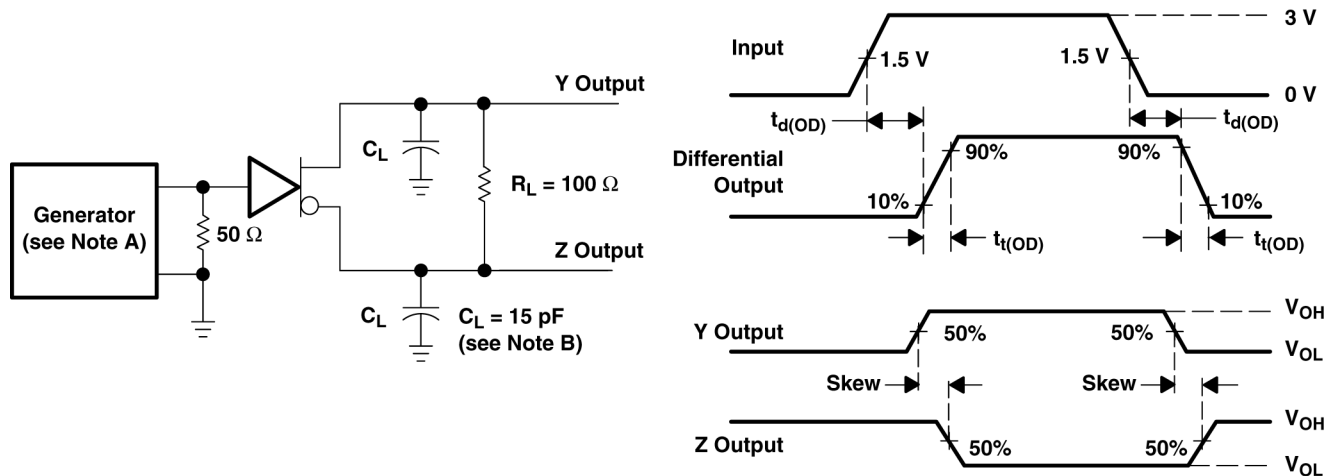 Generator
(see Note A)
50 Ω
Y Output
C_L
R_L = 100 Ω
Z Output
C_L
C_L = 15 pF
(see Note B)
3 V
Input
1.5 V
1.5 V
0 V
t_d(OD)
t_d(OD)
Differential
Output
90%
90%
10%
10%
t_t(OD)
t_t(OD)
V_OH
Y Output
50%
50%
V_OL
Skew
Skew
V_OH
Z Output
50%
50%
V_OL